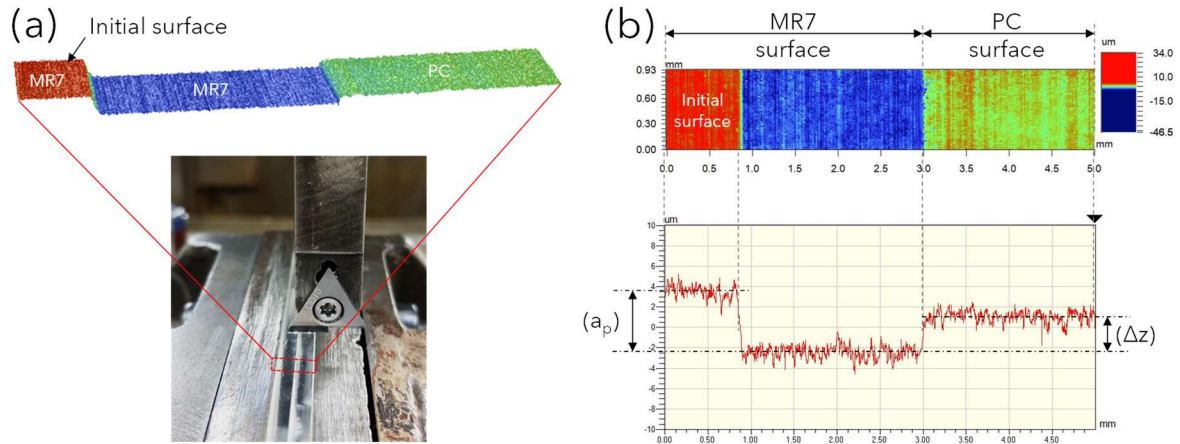 (a)
Initial surface
MR7
MR7
PC
(b)
MR7
surface
PC
surface
um
mm
34.0
10.0
-15.0
-46.5
0.93
0.60
0.30
0.00
Initial
surface
mm
0.0 0.5 1.0 1.5 2.0 2.5 3.0 3.5 4.0 4.5 5.0
um
10
8
6
4
2
0
-2
-4
-6
-8
-10
(aₚ)
(Δz)
mm
0.00 0.50 1.00 1.50 2.00 2.50 3.00 3.50 4.00 4.50